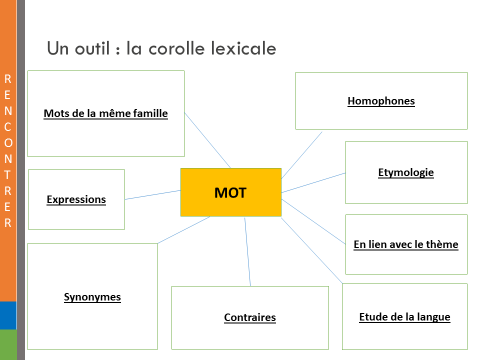 Un outil : la corolle lexicale
RENCONTRER
Mots de la même famille
Homophones
Etymologie
MOT
Expressions
En lien avec le thème
Synonymes
Contraires
Etude de la langue